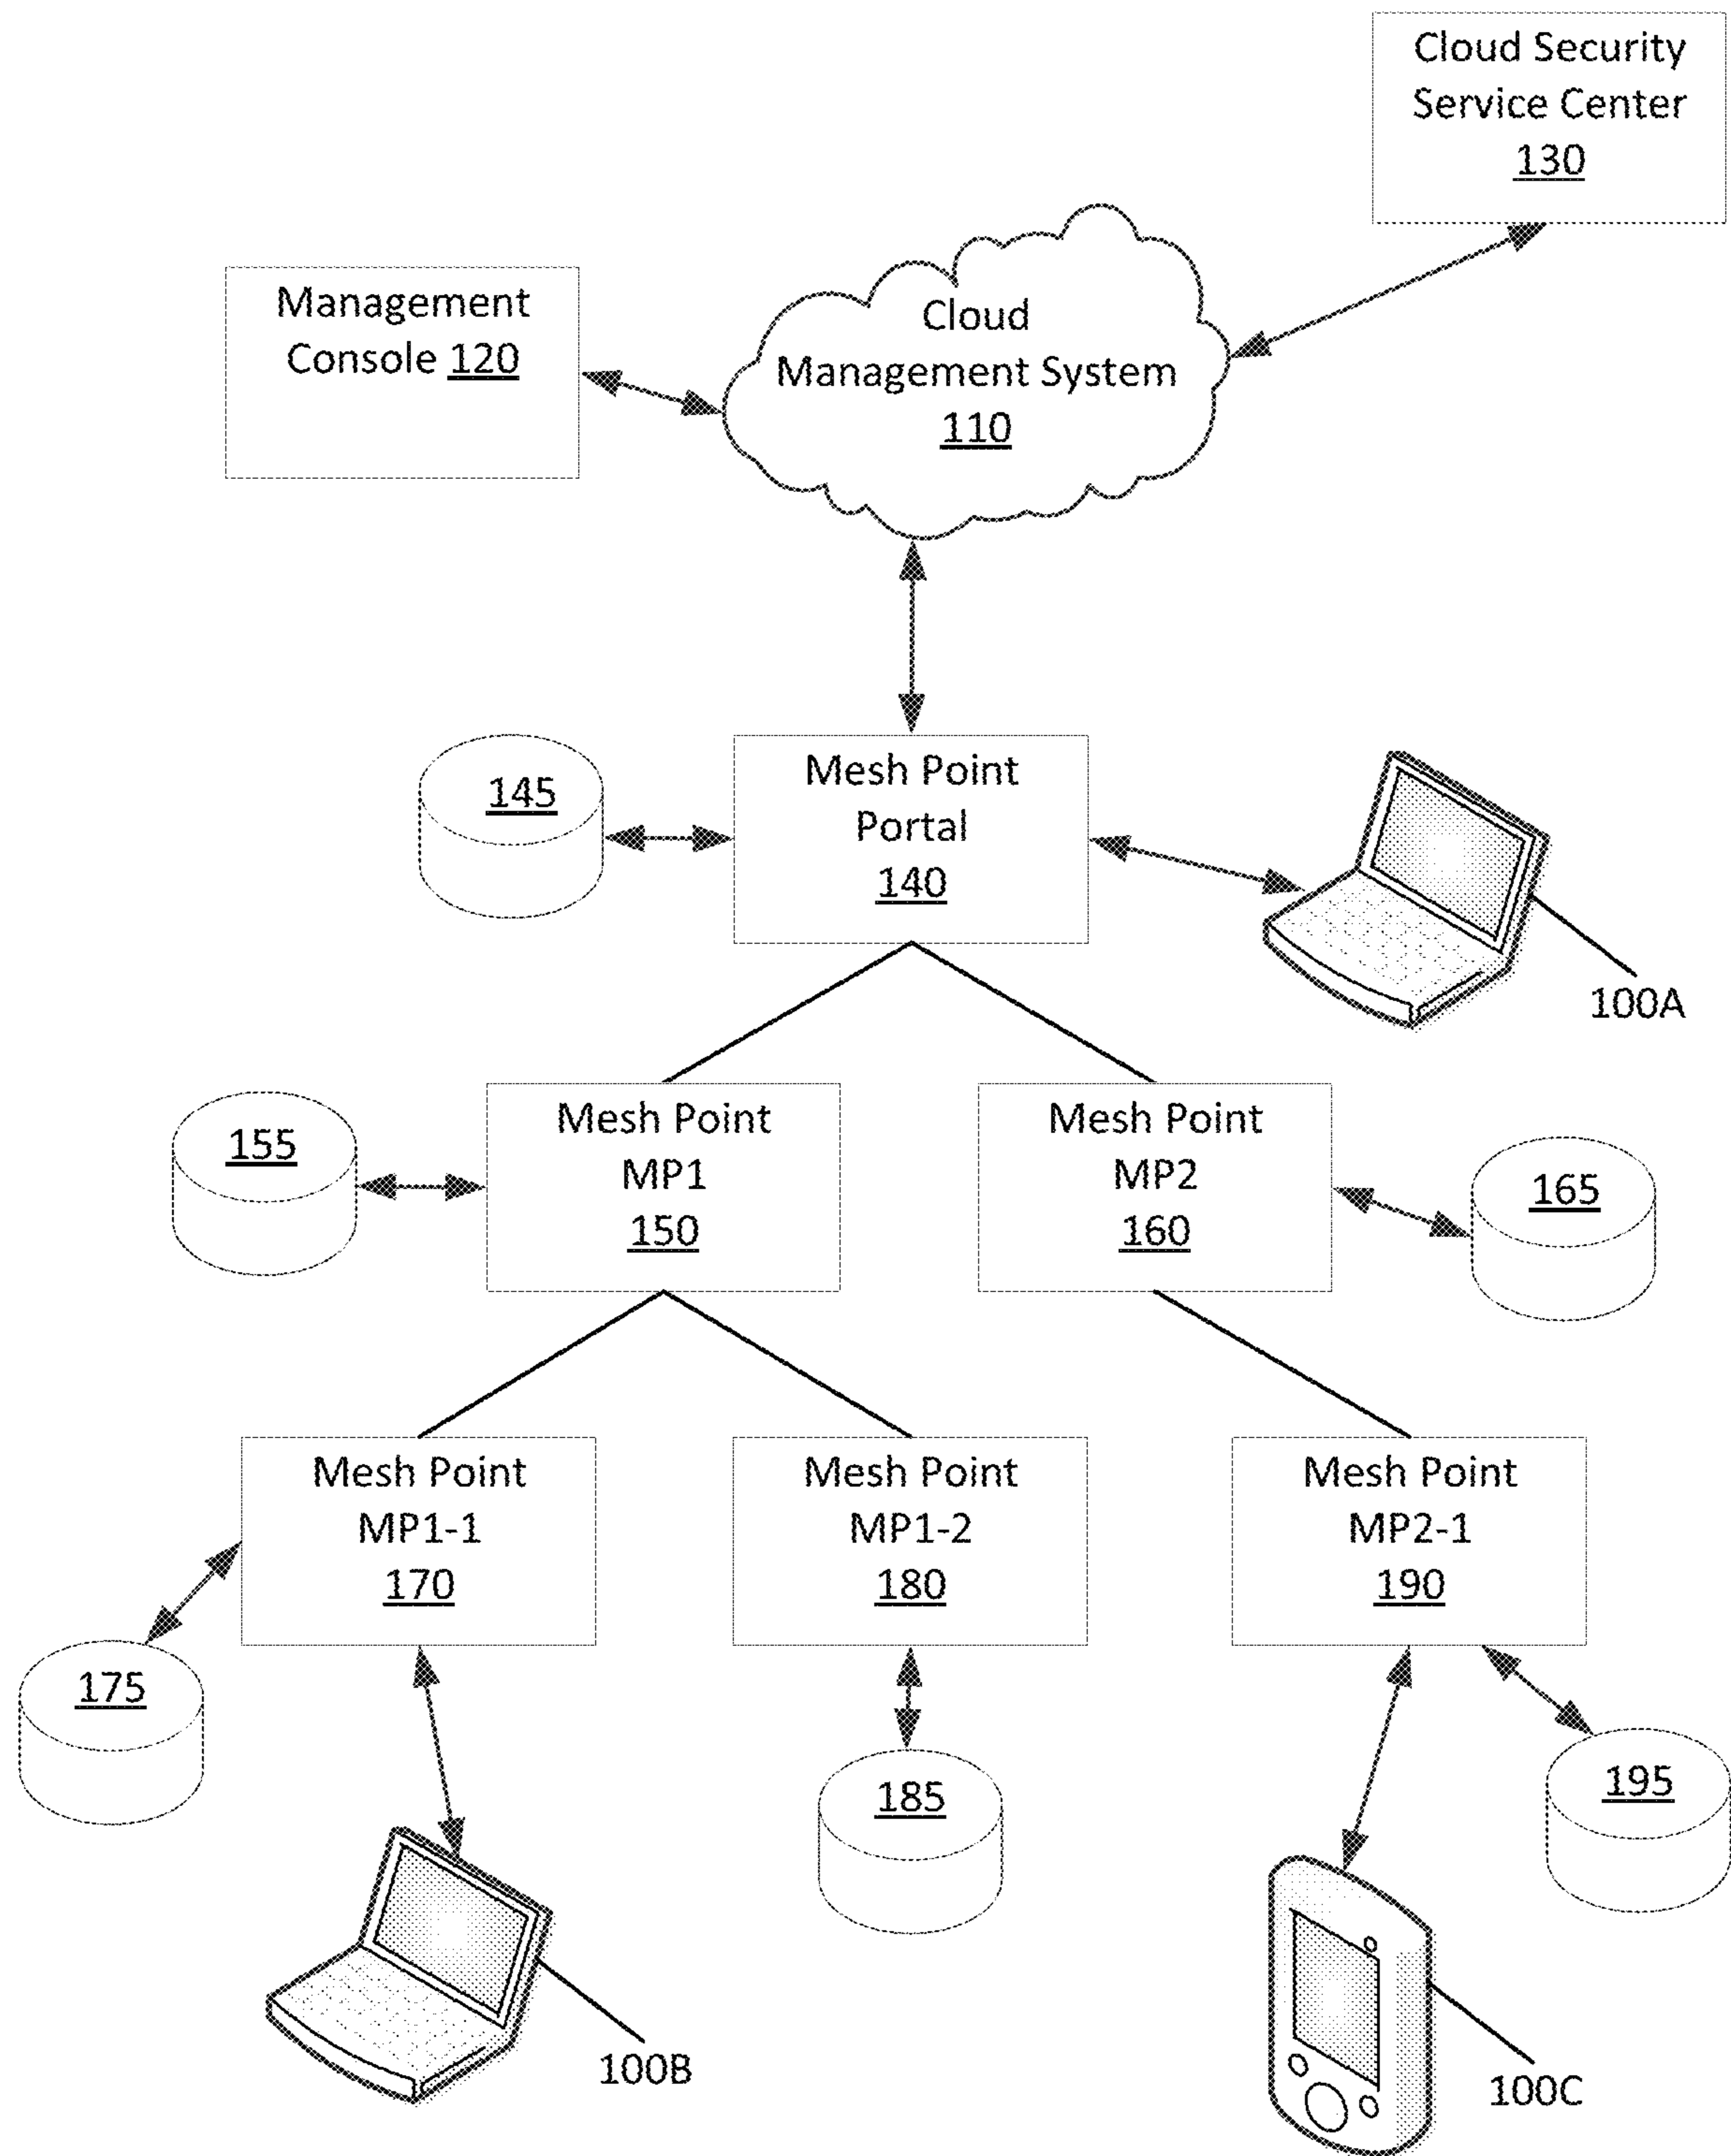 Cloud Security
Service Center
130
Management
Console 120
Cloud
Management System
110
145
Mesh Point
Portal
140
100A
155
Mesh Point
MP1
150
Mesh Point
MP2
160
165
Mesh Point
MP1-1
170
Mesh Point
MP1-2
180
Mesh Point
MP2-1
190
175
185
195
100B
100C